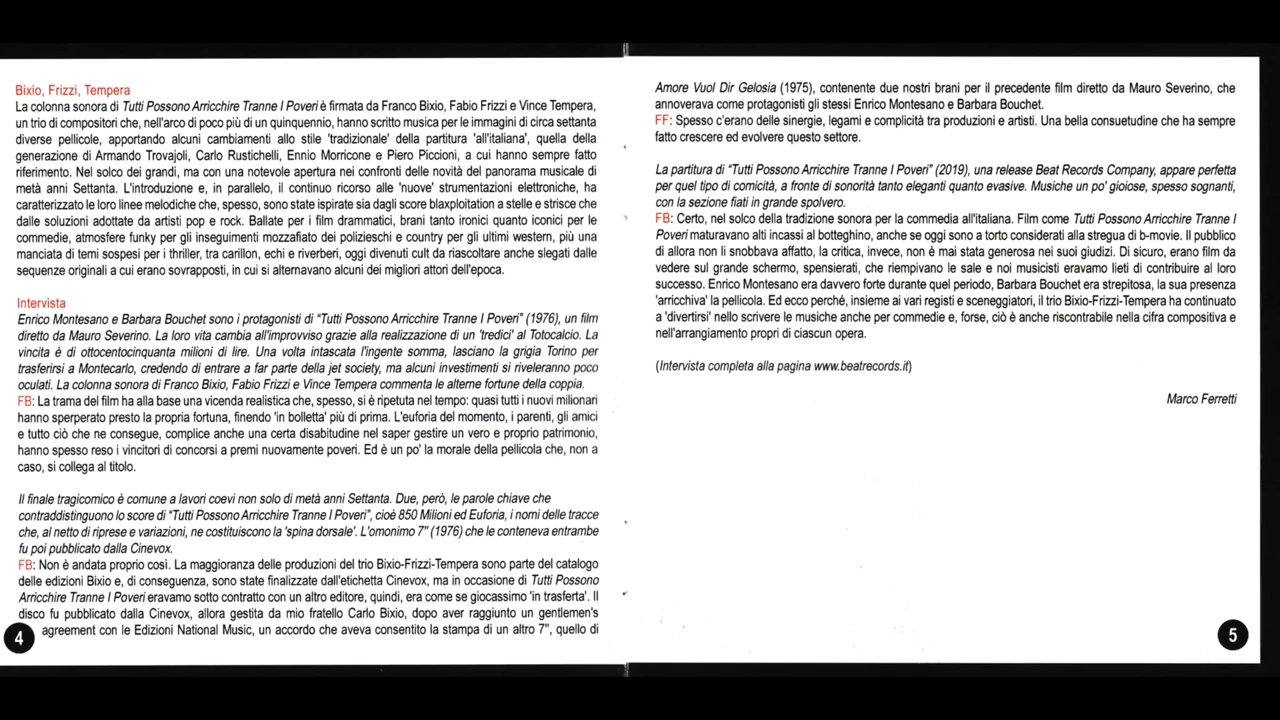 Bixio, Frizzi, Tempera
La colonna sonora di Tutti Possono Arricchire Tranne I Poveri è firmata da Franco Bixio, Fabio Frizzi e Vince Tempera,
un trio di compositori che, nell'arco di poco più di un quinquennio, hanno scritto musica per le immagini di circa settanta
diverse pellicole, apportando alcuni cambiamenti allo stile 'tradizionale' della partitura 'all'italiana', quella della
generazione di Armando Trovajoli, Carlo Rustichelli, Ennio Morricone e Piero Piccioni, a cui hanno sempre fatto
riferimento. Nel solco dei grandi, ma con una notevole apertura nei confronti delle novità del panorama musicale di
metà anni Settanta. L'introduzione e, in parallelo, il continuo ricorso alle 'nuove' strumentazioni elettroniche, ha
caratterizzato le loro linee melodiche che, spesso, sono state ispirate sia dagli score blaxploitation a stelle e strisce che
dalle soluzioni adottate da artisti pop e rock. Ballate per i film drammatici, brani tanto ironici quanto iconici per le
commedie, atmosfere funky per gli inseguimenti mozzafiato dei polizieschi e country per gli ultimi western, più una
manciata di temi sospesi per i thriller, tra carillon, echi e riverberi, oggi divenuti cult da riascoltare anche slegati dalle
sequenze originali a cui erano sovrapposti, in cui si alternavano alcuni dei migliori attori dell'epoca.
Intervista
Enrico Montesano e Barbara Bouchet sono i protagonisti di "Tutti Possono Arricchire Tranne I Poveri" (1976), un film
diretto da Mauro Severino. La loro vita cambia all'improvviso grazie alla realizzazione di un 'tredici' al Totocalcio. La
vincita è di ottocentocinquanta milioni di lire. Una volta intascata l'ingente somma, lasciano la grigia Torino per
trasferirsi a Montecarlo, credendo di entrare a far parte della jet society, ma alcuni investimenti si riveleranno poco
oculati. La colonna sonora di Franco Bixio, Fabio Frizzi e Vince Tempera commenta le alterne fortune della coppia.
FB: La trama del film ha alla base una vicenda realistica che, spesso, si è ripetuta nel tempo: quasi tutti i nuovi milionari
hanno sperperato presto la propria fortuna, finendo 'in bolletta' più di prima. L'euforia del momento, i parenti, gli amici
e tutto ciò che ne consegue, complice anche una certa disabitudine nel saper gestire un vero e proprio patrimonio,
hanno spesso reso i vincitori di concorsi a premi nuovamente poveri. Ed è un po' la morale della pellicola che, non a
caso, si collega al titolo.
Il finale tragicomico è comune a lavori coevi non solo di metà anni Settanta. Due, però, le parole chiave che
contraddistinguono lo score di "Tutti Possono Arricchire Tranne I Poveri", cioè 850 Milioni ed Euforia, i nomi delle tracce
che, al netto di riprese e variazioni, ne costituiscono la 'spina dorsale'. L'omonimo 7" (1976) che le conteneva entrambe
fu poi pubblicato dalla Cinevox.
FB: Non è andata proprio così. La maggioranza delle produzioni del trio Bixio-Frizzi-Tempera sono parte del catalogo
delle edizioni Bixio e, di conseguenza, sono state finalizzate dall'etichetta Cinevox, ma in occasione di Tutti Possono
Arricchire Tranne I Poveri eravamo sotto contratto con un altro editore, quindi, era come se giocassimo 'in trasferta'. Il
disco fu pubblicato dalla Cinevox, allora gestita da mio fratello Carlo Bixio, dopo aver raggiunto un gentlemen's
agreement con le Edizioni National Music, un accordo che aveva consentito la stampa di un altro 7", quello di
4
Amore Vuol Dir Gelosia (1975), contenente due nostri brani per il precedente film diretto da Mauro Severino, che
annoverava come protagonisti gli stessi Enrico Montesano e Barbara Bouchet.
FF: Spesso c'erano delle sinergie, legami e complicità tra produzioni e artisti. Una bella consuetudine che ha sempre
fatto crescere ed evolvere questo settore.
La partitura di "Tutti Possono Arricchire Tranne I Poveri" (2019), una release Beat Records Company, appare perfetta
per quel tipo di comicità, a fronte di sonorità tanto eleganti quanto evasive. Musiche un po' gioiose, spesso sognanti,
con la sezione fiati in grande spolvero.
FB: Certo, nel solco della tradizione sonora per la commedia all'italiana. Film come Tutti Possono Arricchire Tranne I
Poveri maturavano alti incassi al botteghino, anche se oggi sono a torto considerati alla stregua di b-movie. Il pubblico
di allora non li snobbava affatto, la critica, invece, non è mai stata generosa nei suoi giudizi. Di sicuro, erano film da
vedere sul grande schermo, spensierati, che riempivano le sale e noi musicisti eravamo lieti di contribuire al loro
successo. Enrico Montesano era davvero forte durante quel periodo, Barbara Bouchet era strepitosa, la sua presenza
'arricchiva' la pellicola. Ed ecco perché, insieme ai vari registi e sceneggiatori, il trio Bixio-Frizzi-Tempera ha continuato
a 'divertirsi' nello scrivere le musiche anche per commedie e, forse, ciò è anche riscontrabile nella cifra compositiva e
nell'arrangiamento propri di ciascun opera.
(Intervista completa alla pagina www.beatrecords.it)
Marco Ferretti
5